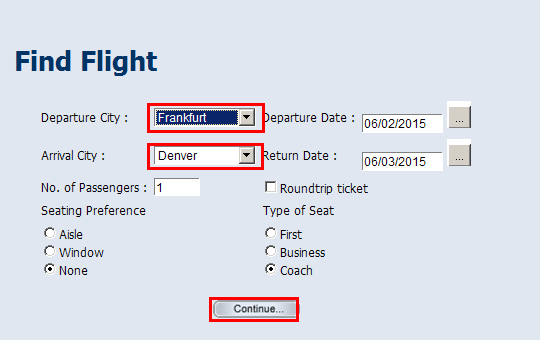 Find Flight
Departure City : Frankfurt Departure Date : 06/02/2015 ...
Arrival City : Denver Return Date : 06/03/2015 ...
No. of Passengers : 1 Roundtrip ticket
Seating Preference Type of Seat
Aisle First
Window Business
None Coach
Continue...